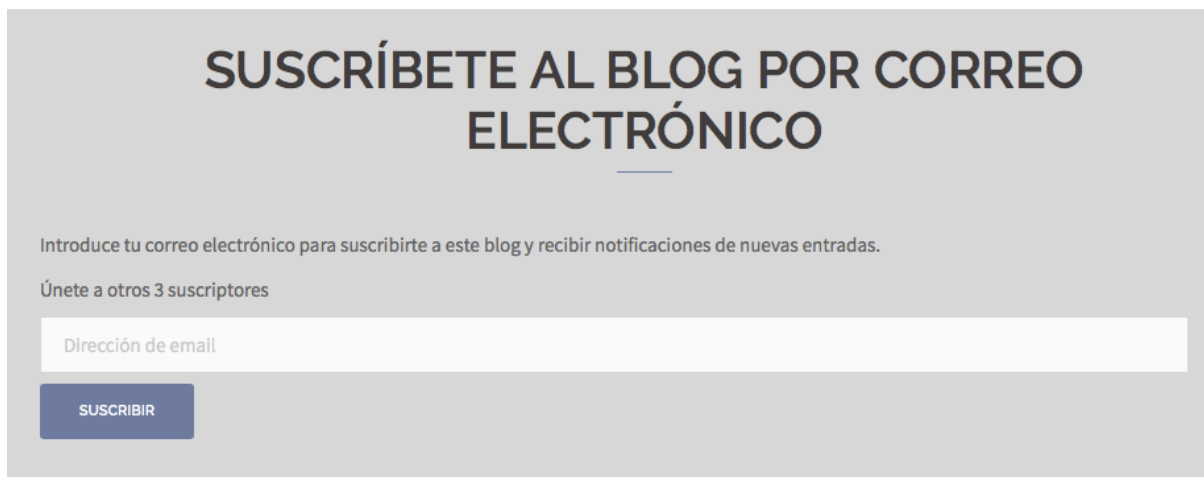 SUSCRÍBETE AL BLOG POR CORREO
ELECTRÓNICO
Introduce tu correo electrónico para suscribirte a este blog y recibir notificaciones de nuevas entradas.
Únete a otros 3 suscriptores
Dirección de email
SUSCRIBIR